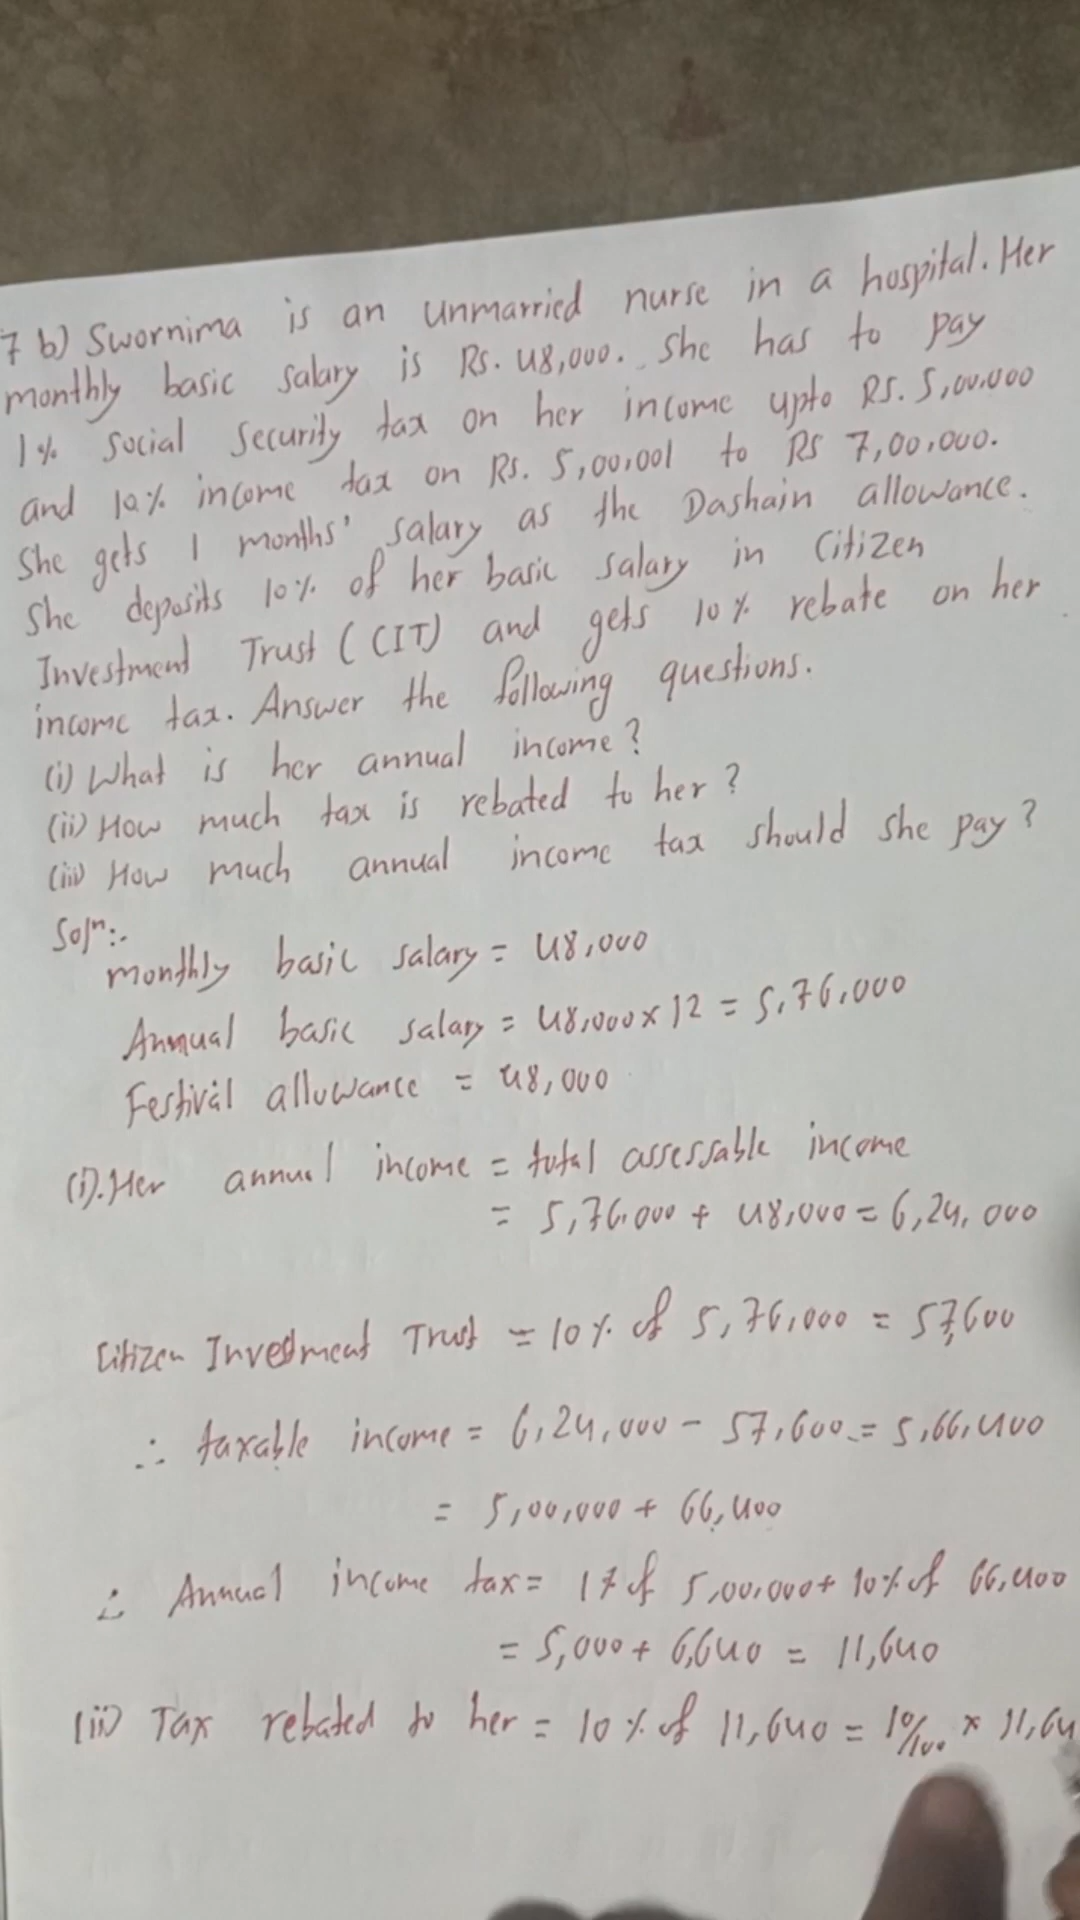 7 b) Swornima is an unmarried nurse in a hospital. Her
monthly basic salary is Rs. 48,000. She has to pay
1% Social Security tax on her income upto RS. 5,00,000
and 10% income tax on Rs. 5,00,001 to RS 7,00,000.
She gets 1 months' salary as the Dashain allowance.
She deposits 10% of her basic salary in Citizen
Investment Trust (CIT) and gets 10% rebate on her
income tax. Answer the following questions.
(i) What is her annual income?
(ii) How much tax is rebated to her?
(iii) How much annual income tax should she pay?
Solⁿ:-
monthly basic salary = 48,000
Annual basic salary = 48,000 x 12 = 5,76,000
Festival allowance = 48,000
(i). Her annual income = total assessable income
= 5,76,000 + 48,000 = 6,24,000
Citizen Investment Trust = 10% of 5,76,000 = 57,600
∴ taxable income = 6,24,000 - 57,600 = 5,66,400
= 5,00,000 + 66,400
∴ Annual income tax = 1% of 5,00,000 + 10% of 66,400
= 5,000 + 6,640 = 11,640
(ii) Tax rebated to her = 10% of 11,640 = 10/100 x 11,64